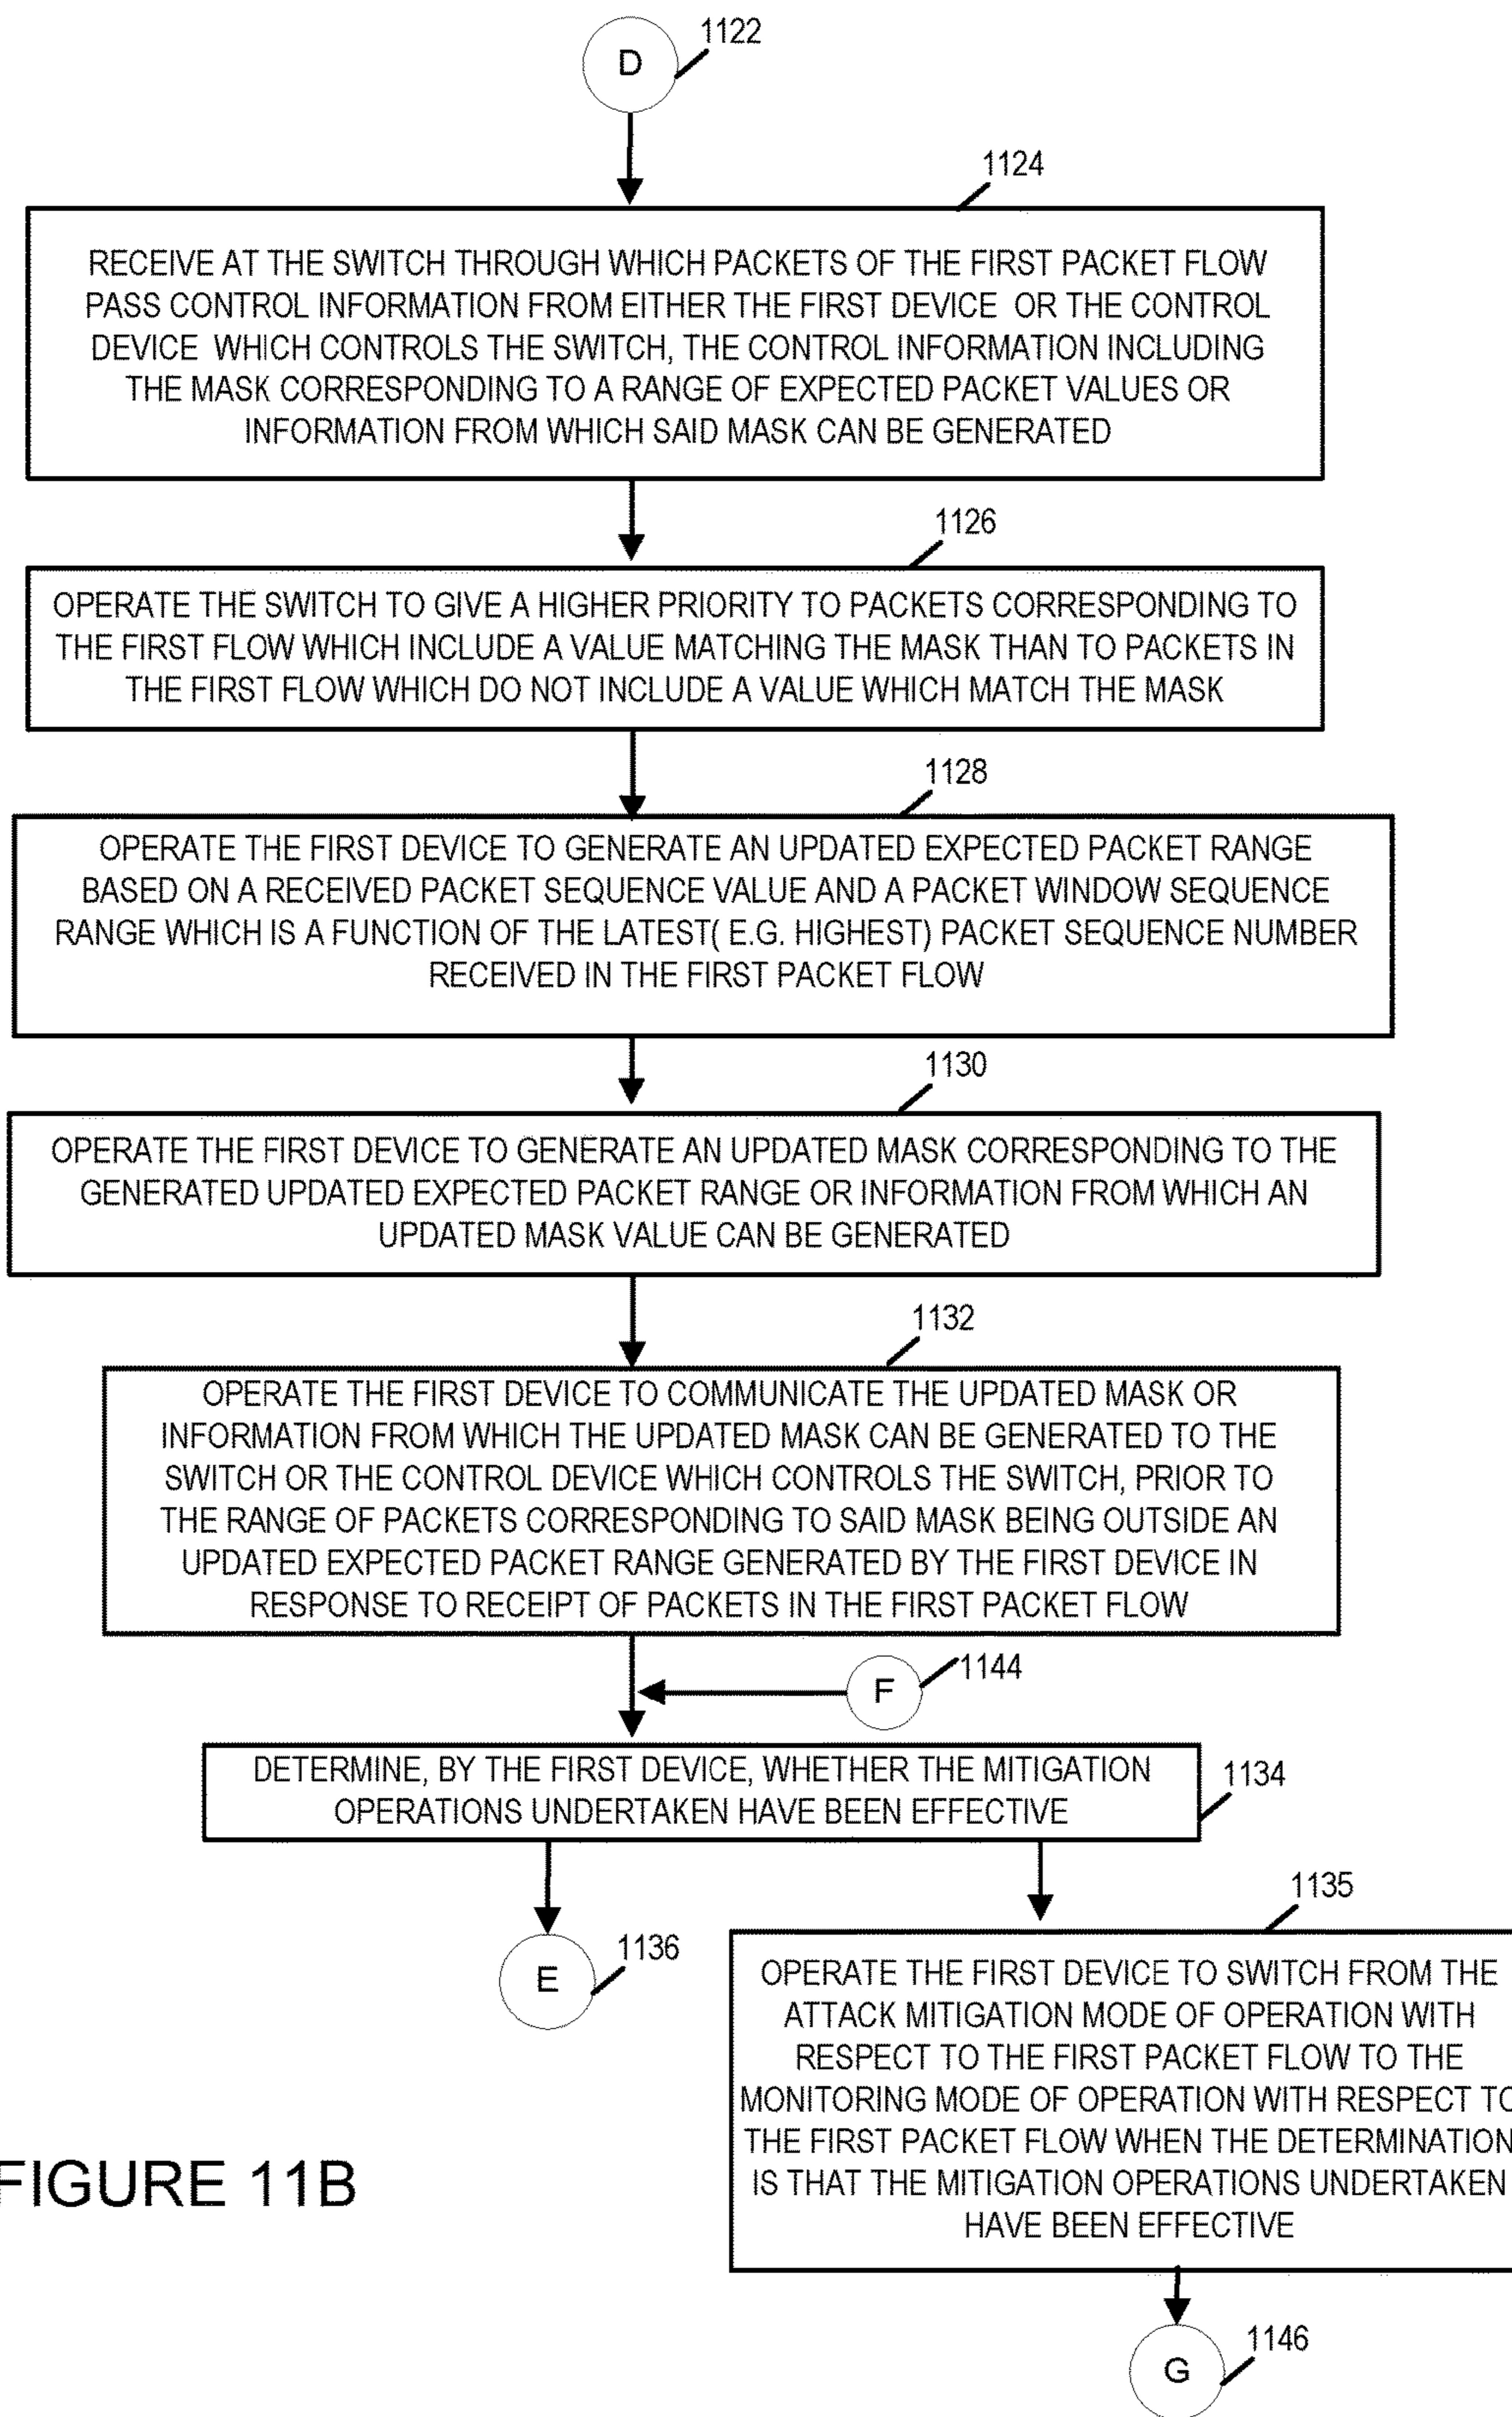 D
1122
1124
RECEIVE AT THE SWITCH THROUGH WHICH PACKETS OF THE FIRST PACKET FLOW
PASS CONTROL INFORMATION FROM EITHER THE FIRST DEVICE OR THE CONTROL
DEVICE WHICH CONTROLS THE SWITCH, THE CONTROL INFORMATION INCLUDING
THE MASK CORRESPONDING TO A RANGE OF EXPECTED PACKET VALUES OR
INFORMATION FROM WHICH SAID MASK CAN BE GENERATED
1126
OPERATE THE SWITCH TO GIVE A HIGHER PRIORITY TO PACKETS CORRESPONDING TO
THE FIRST FLOW WHICH INCLUDE A VALUE MATCHING THE MASK THAN TO PACKETS IN
THE FIRST FLOW WHICH DO NOT INCLUDE A VALUE WHICH MATCH THE MASK
1128
OPERATE THE FIRST DEVICE TO GENERATE AN UPDATED EXPECTED PACKET RANGE
BASED ON A RECEIVED PACKET SEQUENCE VALUE AND A PACKET WINDOW SEQUENCE
RANGE WHICH IS A FUNCTION OF THE LATEST( E.G. HIGHEST) PACKET SEQUENCE NUMBER
RECEIVED IN THE FIRST PACKET FLOW
1130
OPERATE THE FIRST DEVICE TO GENERATE AN UPDATED MASK CORRESPONDING TO THE
GENERATED UPDATED EXPECTED PACKET RANGE OR INFORMATION FROM WHICH AN
UPDATED MASK VALUE CAN BE GENERATED
1132
OPERATE THE FIRST DEVICE TO COMMUNICATE THE UPDATED MASK OR
INFORMATION FROM WHICH THE UPDATED MASK CAN BE GENERATED TO THE
SWITCH OR THE CONTROL DEVICE WHICH CONTROLS THE SWITCH, PRIOR TO
THE RANGE OF PACKETS CORRESPONDING TO SAID MASK BEING OUTSIDE AN
UPDATED EXPECTED PACKET RANGE GENERATED BY THE FIRST DEVICE IN
RESPONSE TO RECEIPT OF PACKETS IN THE FIRST PACKET FLOW
F
1144
DETERMINE, BY THE FIRST DEVICE, WHETHER THE MITIGATION
OPERATIONS UNDERTAKEN HAVE BEEN EFFECTIVE
1134
E
1136
1135
OPERATE THE FIRST DEVICE TO SWITCH FROM THE
ATTACK MITIGATION MODE OF OPERATION WITH
RESPECT TO THE FIRST PACKET FLOW TO THE
MONITORING MODE OF OPERATION WITH RESPECT TO
THE FIRST PACKET FLOW WHEN THE DETERMINATION
IS THAT THE MITIGATION OPERATIONS UNDERTAKEN
HAVE BEEN EFFECTIVE
G
1146
FIGURE 11B